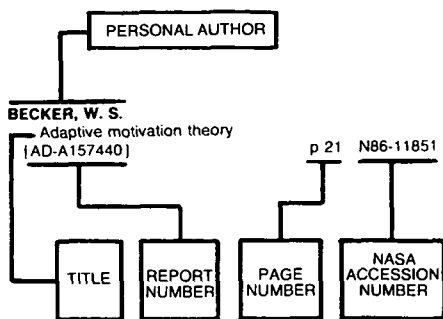 PERSONAL AUTHOR
BECKER, W. S.
Adaptive motivation theory
[AD-A157440] p 21 N86-11851
TITLE
REPORT
NUMBER
PAGE
NUMBER
NASA
ACCESSION
NUMBER